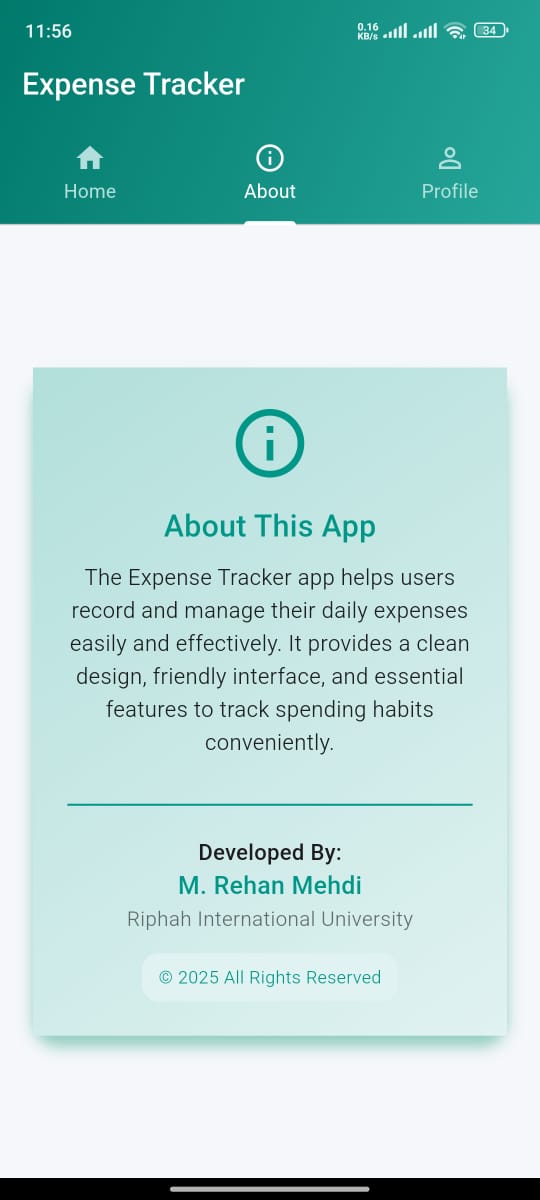 11:56
0.16
KB/s
34
Expense Tracker
Home
About
Profile
About This App
The Expense Tracker app helps users
record and manage their daily expenses
easily and effectively. It provides a clean
design, friendly interface, and essential
features to track spending habits
conveniently.
Developed By:
M. Rehan Mehdi
Riphah International University
© 2025 All Rights Reserved